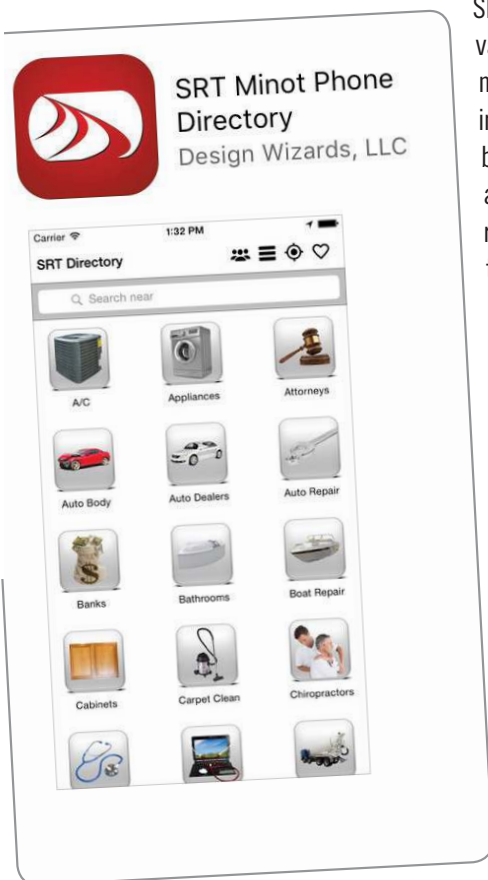 SRT Minot Phone
Directory
Design Wizards, LLC
Carrier 1:32 PM
SRT Directory
Search near
A/C Appliances Attorneys
Auto Body Auto Dealers Auto Repair
Banks Bathrooms Boat Repair
Cabinets Carpet Clean Chiropractors